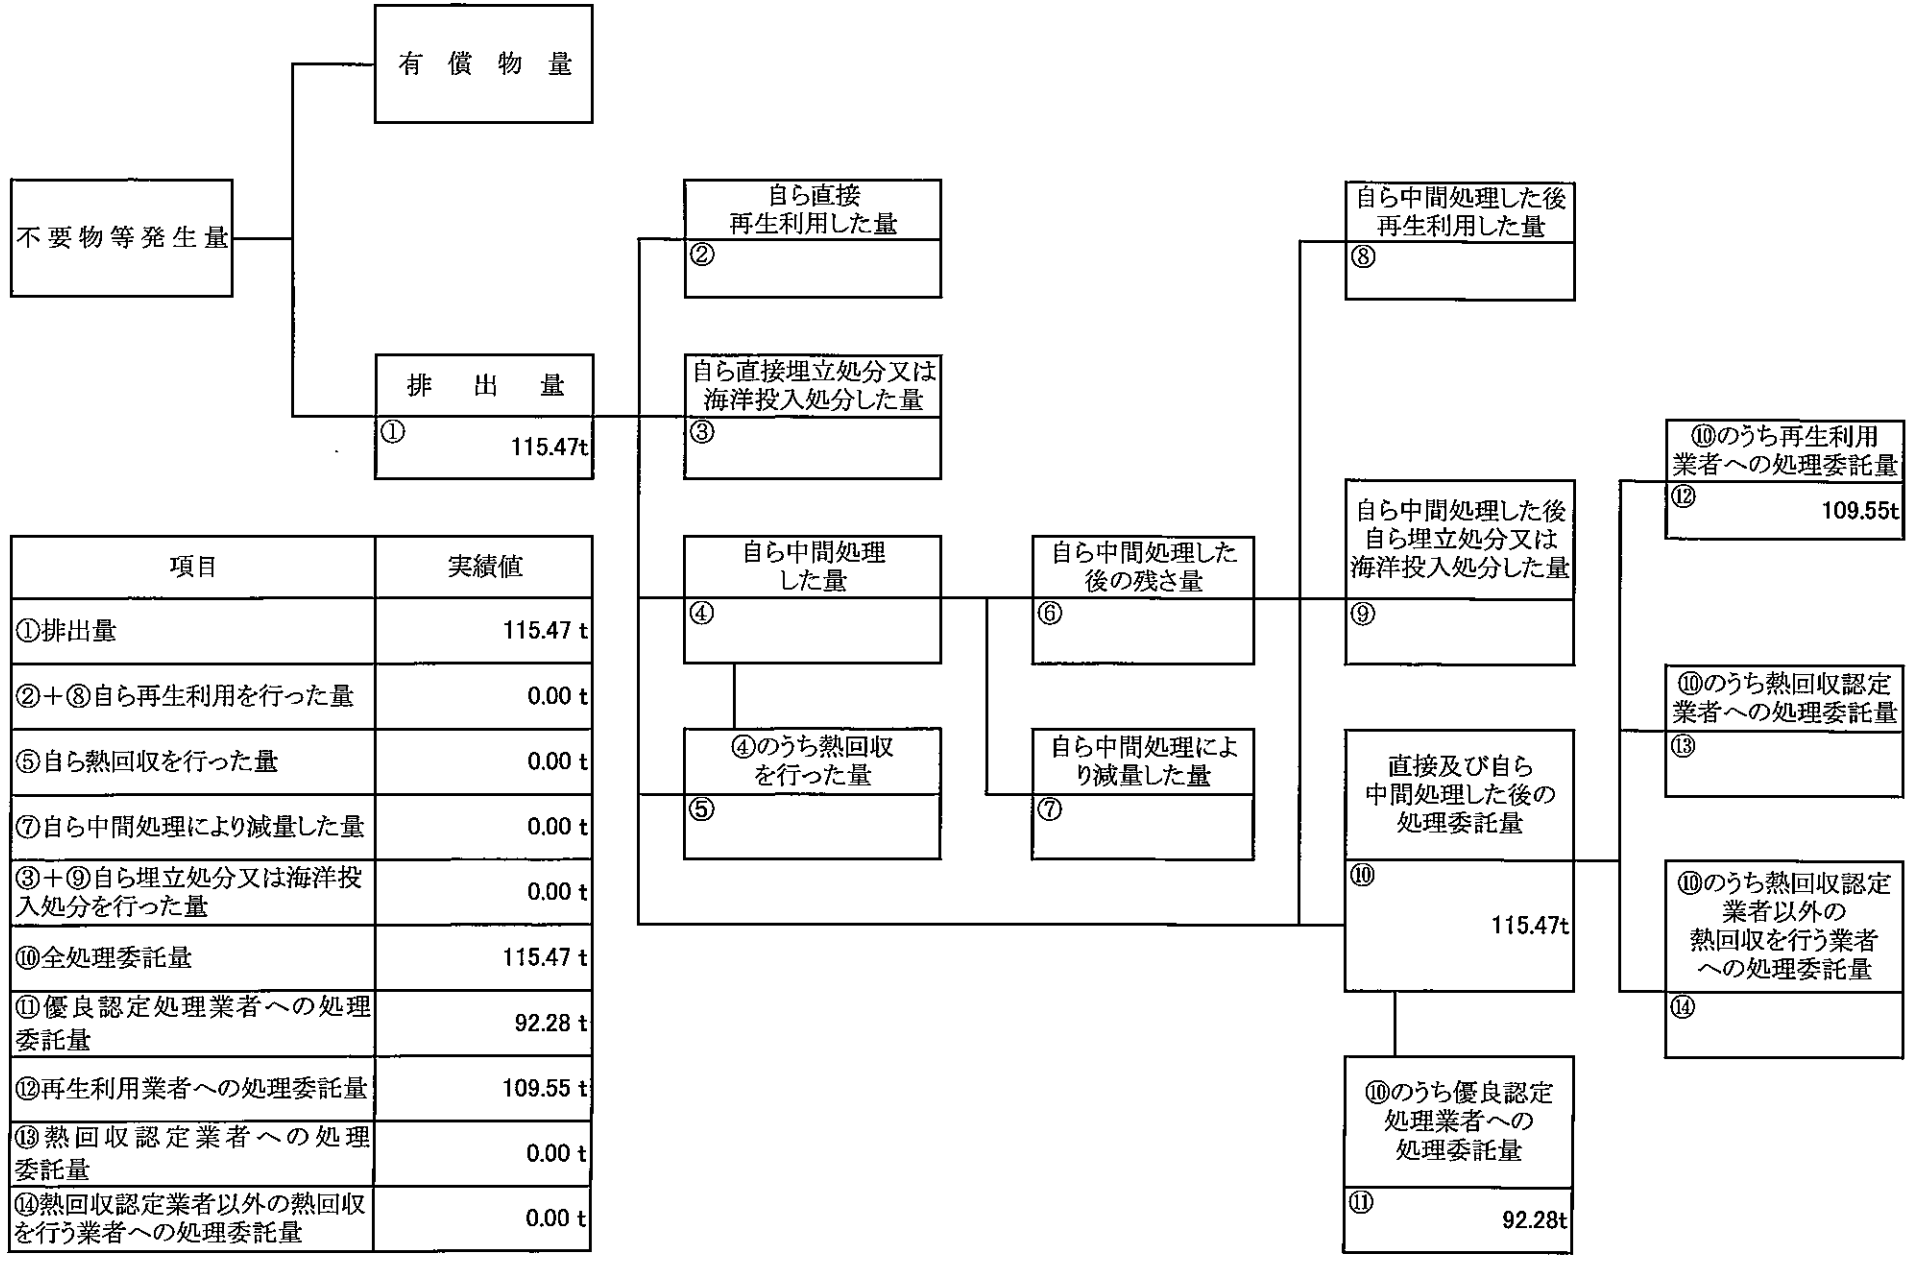 有償物量
不要物等発生量
排出量
①
115.47t
自ら直接
再生利用した量
②
自ら直接埋立処分又は
海洋投入処分した量
③
自ら中間処理
した量
④
④のうち熱回収
を行った量
⑤
自ら中間処理した
後の残さ量
⑥
自ら中間処理によ
り減量した量
⑦
自ら中間処理した後
再生利用した量
⑧
自ら中間処理した後
自ら埋立処分又は
海洋投入処分した量
⑨
直接及び自ら
中間処理した後の
処理委託量
⑩
115.47t
⑩のうち優良認定
処理業者への
処理委託量
⑪
92.28t
⑩のうち再生利用
業者への処理委託量
⑫
109.55t
⑩のうち熱回収認定
業者への処理委託量
⑬
⑩のうち熱回収認定
業者以外の
熱回収を行う業者
への処理委託量
⑭
項目 実績値
①排出量 115.47 t
②+⑧自ら再生利用を行った量 0.00 t
⑤自ら熱回収を行った量 0.00 t
⑦自ら中間処理により減量した量 0.00 t
③+⑨自ら埋立処分又は海洋投
入処分を行った量 0.00 t
⑩全処理委託量 115.47 t
⑪優良認定処理業者への処理
委託量 92.28 t
⑫再生利用業者への処理委託量 109.55 t
⑬熱回収認定業者への処理
委託量 0.00 t
⑭熱回収認定業者以外の熱回収
を行う業者への処理委託量 0.00 t